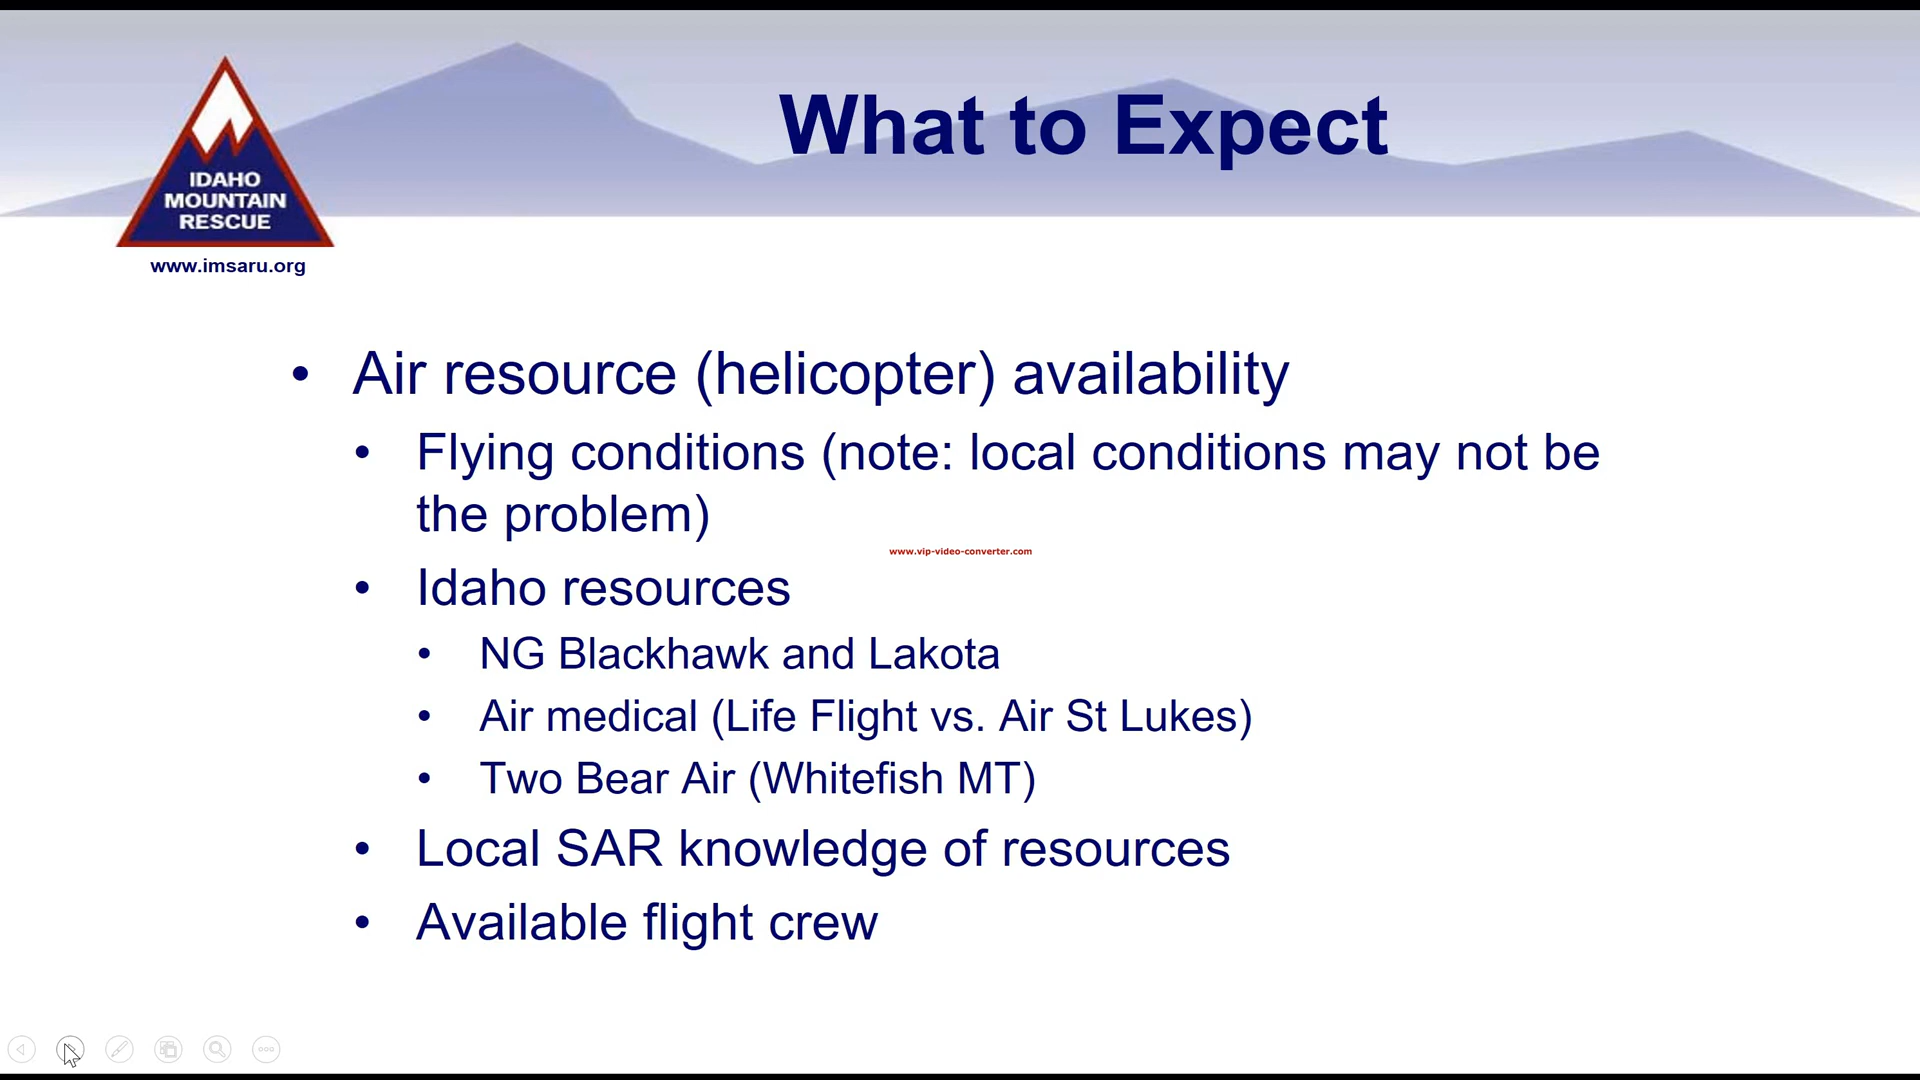 What to Expect
IDAHO
MOUNTAIN
RESCUE
www.imsaru.org
• Air resource (helicopter) availability
• Flying conditions (note: local conditions may not be
the problem)
www.vip-video-converter.com
• Idaho resources
• NG Blackhawk and Lakota
• Air medical (Life Flight vs. Air St Lukes)
• Two Bear Air (Whitefish MT)
• Local SAR knowledge of resources
• Available flight crew